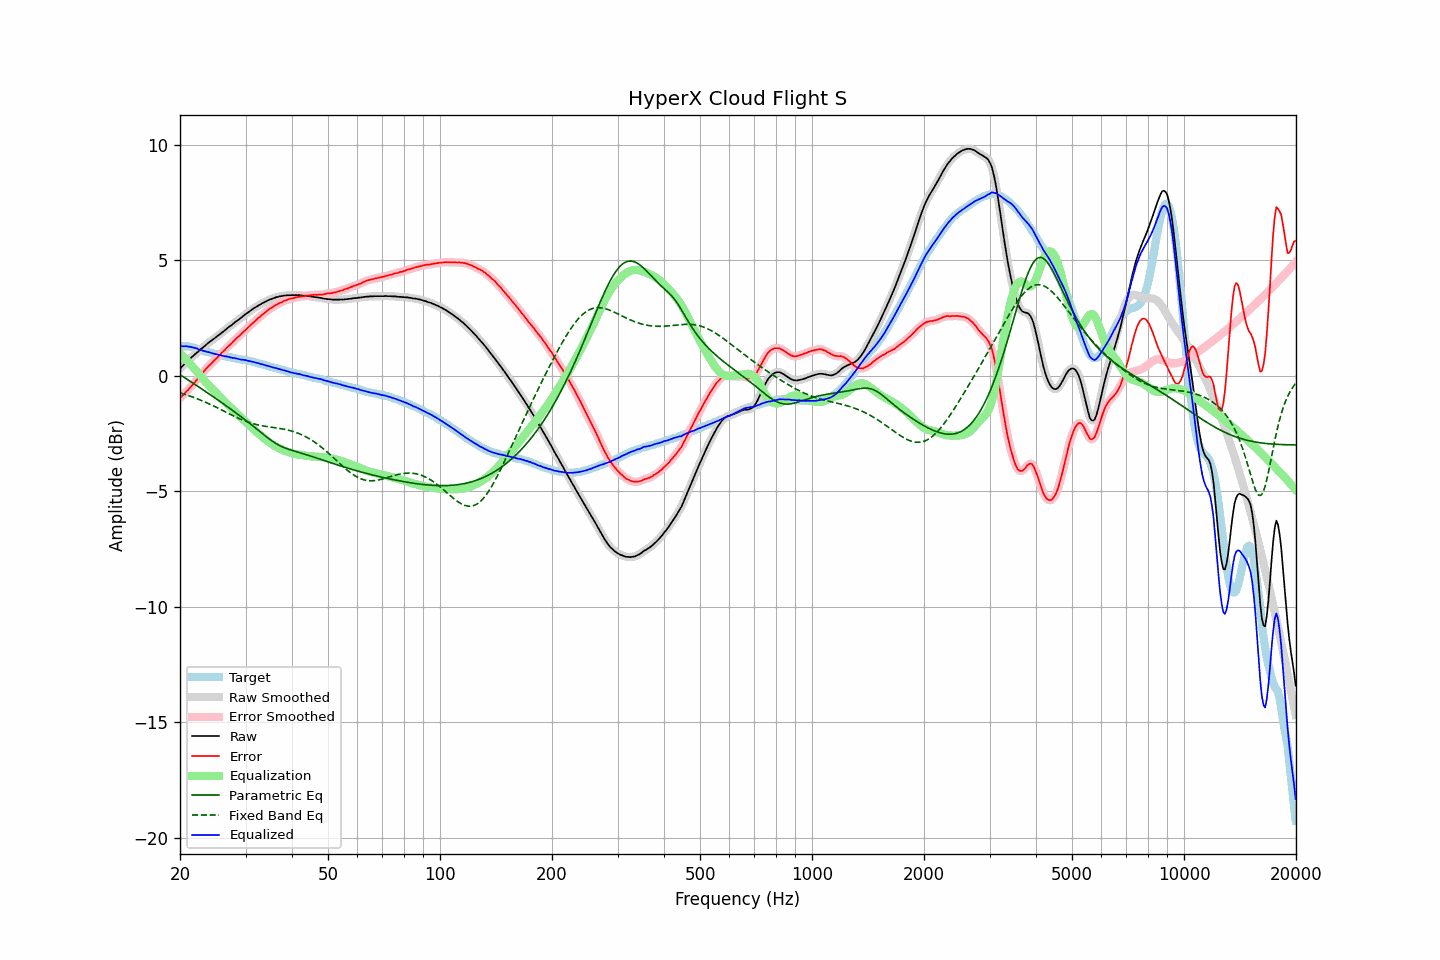 HyperX Cloud Flight S
10
5
0
−5
−10
−15
−20
Amplitude (dBr)
Target
Raw Smoothed
Error Smoothed
Raw
Error
Equalization
Parametric Eq
Fixed Band Eq
Equalized
20 50 100 200 500 1000 2000 5000 10000 20000
Frequency (Hz)